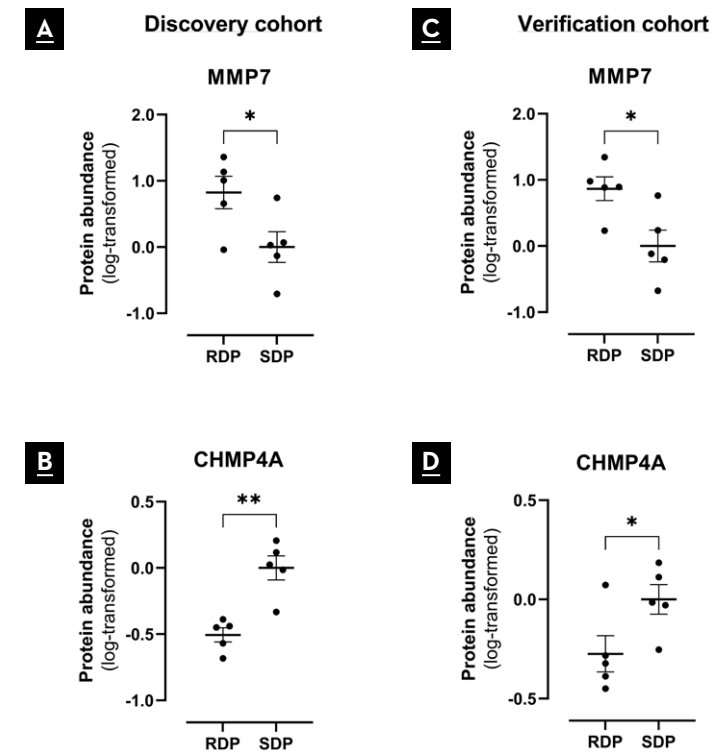 A
Discovery cohort
MMP7
*
2.0
1.0
0.0
-1.0
Protein abundance
(log-transformed)
RDP SDP
C
Verification cohort
MMP7
*
2.0
1.0
0.0
-1.0
Protein abundance
(log-transformed)
RDP SDP
B
CHMP4A
**
0.5
0.0
-0.5
-1.0
Protein abundance
(log-transformed)
RDP SDP
D
CHMP4A
*
0.5
0.0
-0.5
Protein abundance
(log-transformed)
RDP SDP